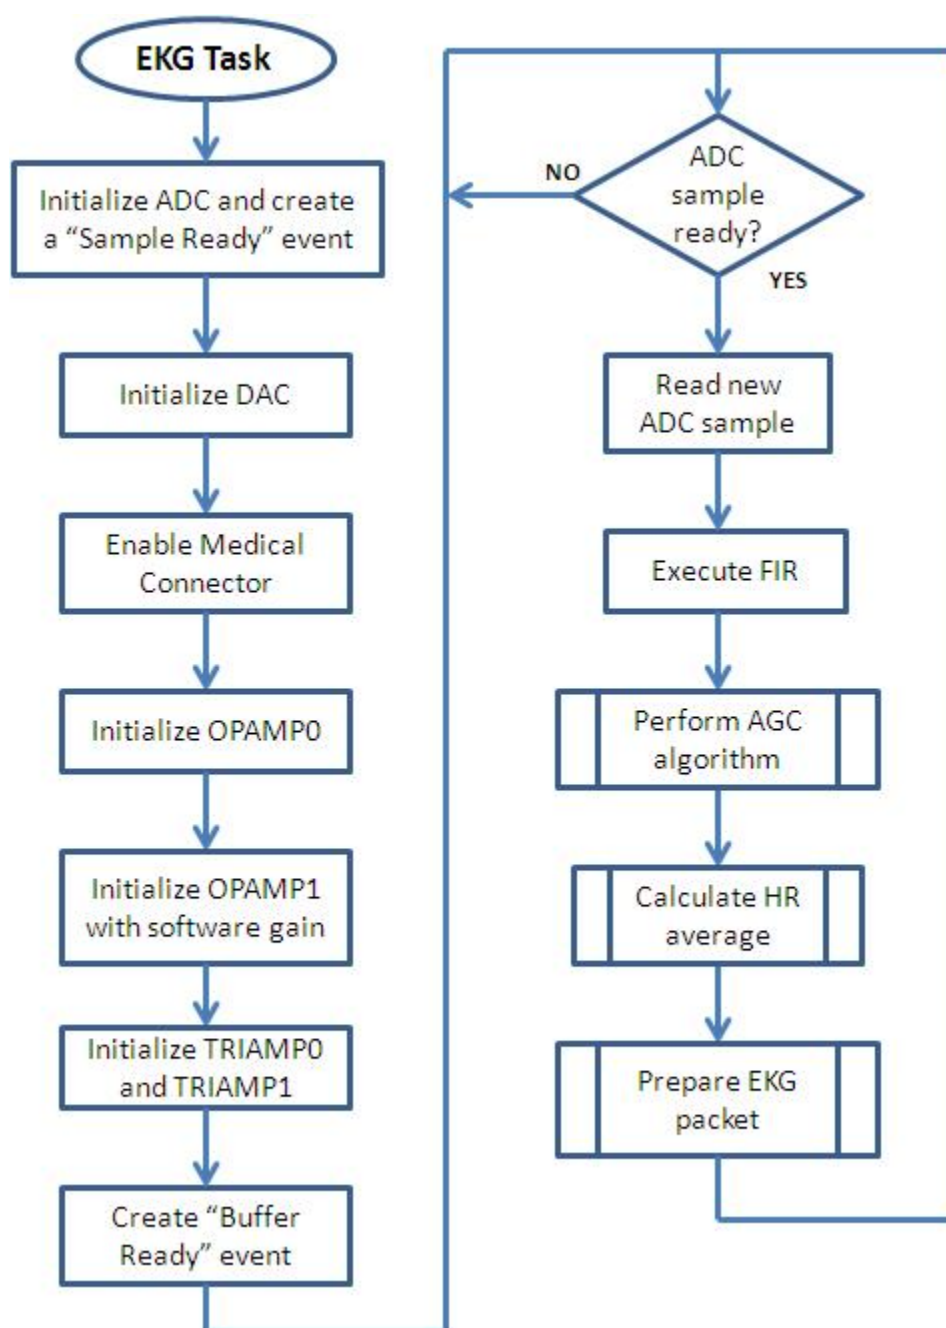 EKG Task
Initialize ADC and create
a “Sample Ready” event
Initialize DAC
Enable Medical
Connector
Initialize OPAMP0
Initialize OPAMP1
with software gain
Initialize TRIAMP0
and TRIAMP1
Create “Buffer
Ready” event
ADC
sample
ready?
NO
YES
Read new
ADC sample
Execute FIR
Perform AGC
algorithm
Calculate HR
average
Prepare EKG
packet